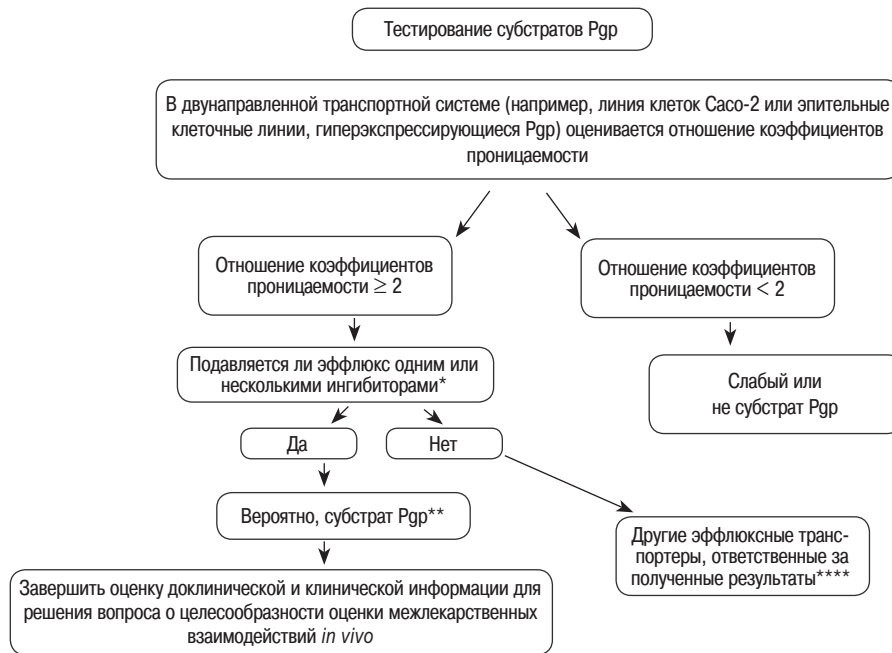 Тестирование субстратов Pgp
В двунаправленной транспортной системе (например, линия клеток Caco-2 или эпительные
клеточные линии, гиперэкспрессирующиеся Pgp) оценивается отношение коэффициентов
проницаемости
Отношение коэффициентов
проницаемости ≥ 2
Отношение коэффициентов
проницаемости < 2
Подавляется ли эффлюкс одним или
несколькими ингибиторами*
Слабый или
не субстрат Pgp
Да
Нет
Вероятно, субстрат Pgp**
Другие эффлюксные транс-
портеры, ответственные за
полученные результаты****
Завершить оценку доклинической и клинической информации для
решения вопроса о целесообразности оценки межлекарственных
взаимодействий in vivo